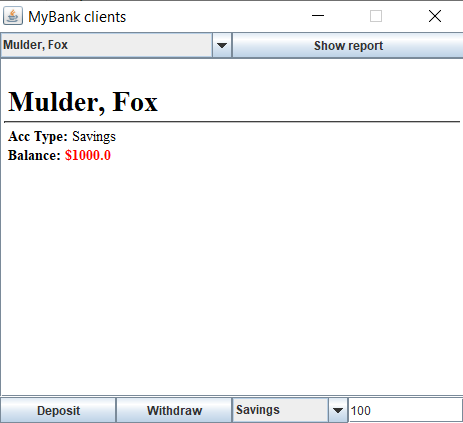 MyBank clients
Mulder, Fox Show report
Mulder, Fox
Acc Type: Savings
Balance: $1000.0
Deposit Withdraw Savings 100